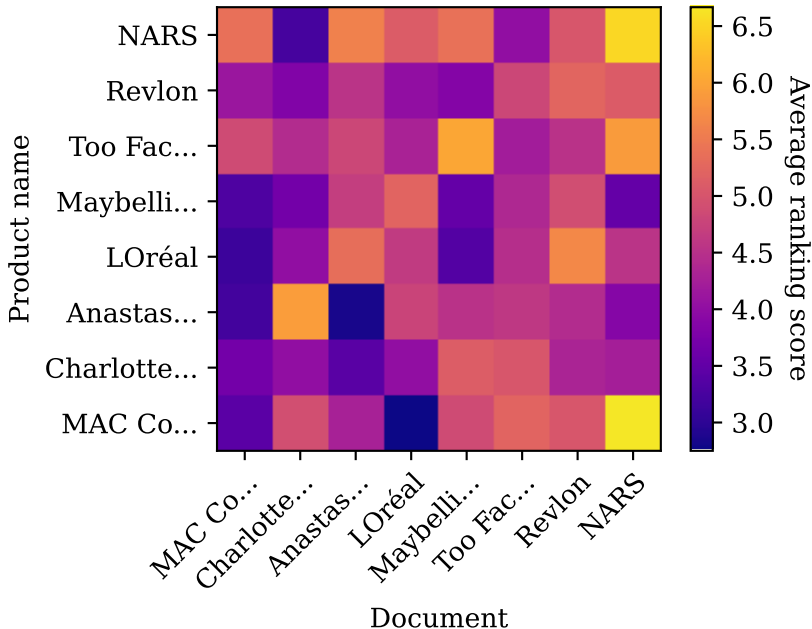 Product name
NARS
Revlon
Too Fac...
Maybelli...
LOréal
Anastas...
Charlotte...
MAC Co...
MAC Co...
Charlotte...
Anastas...
LOréal
Maybelli...
Too Fac...
Revlon
NARS
Document
6.5
6.0
5.5
5.0
4.5
4.0
3.5
3.0
Average ranking score